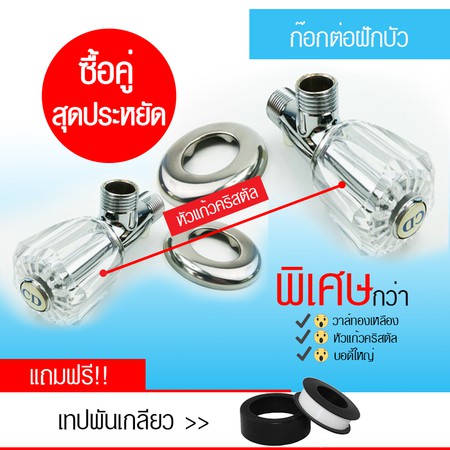 ก๊อกต่อฝักบัว
ซื้อคู่
สุดประหยัด
หัวแก้วคริสตัล
CD
CD
พิเศษกว่า
วาล์วทองเหลือง
หัวแก้วคริสตัล
บอดี้ใหญ่
แถมฟรี!!
เทปพันเกลียว >>